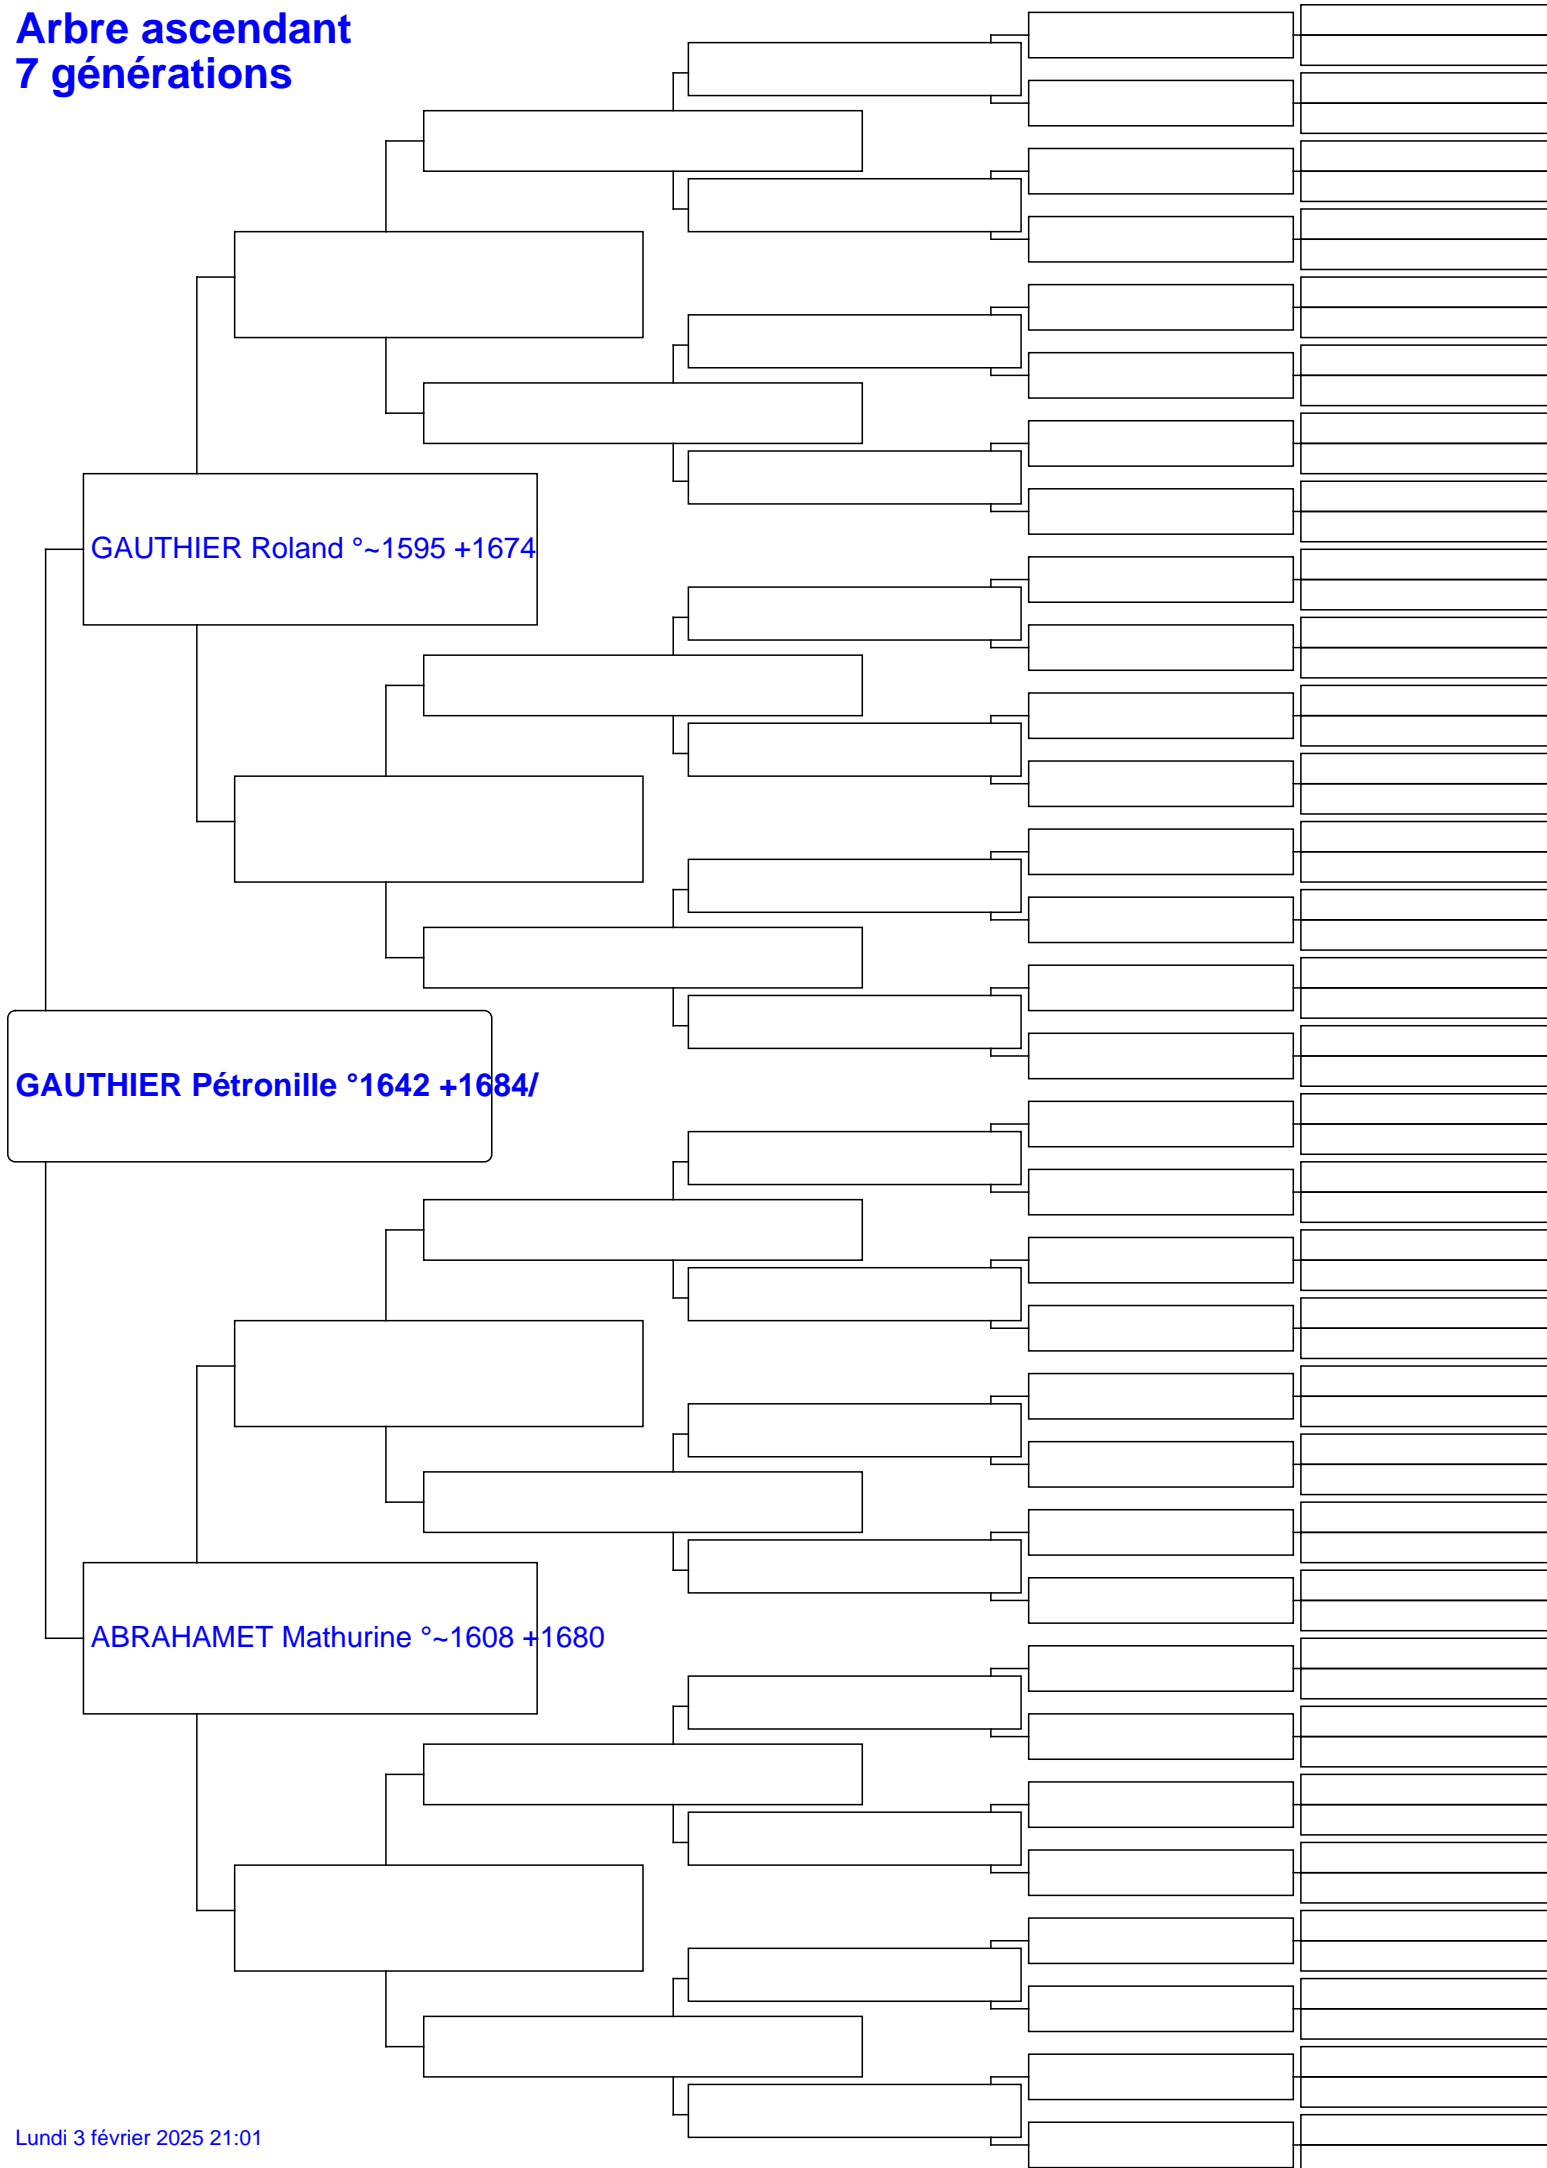 Arbre ascendant
7 générations
GAUTHIER Roland °~1595 +1674
GAUTHIER Pétronille °1642 +1684/
ABRAHAMET Mathurine °~1608 +1680
Lundi 3 février 2025 21:01